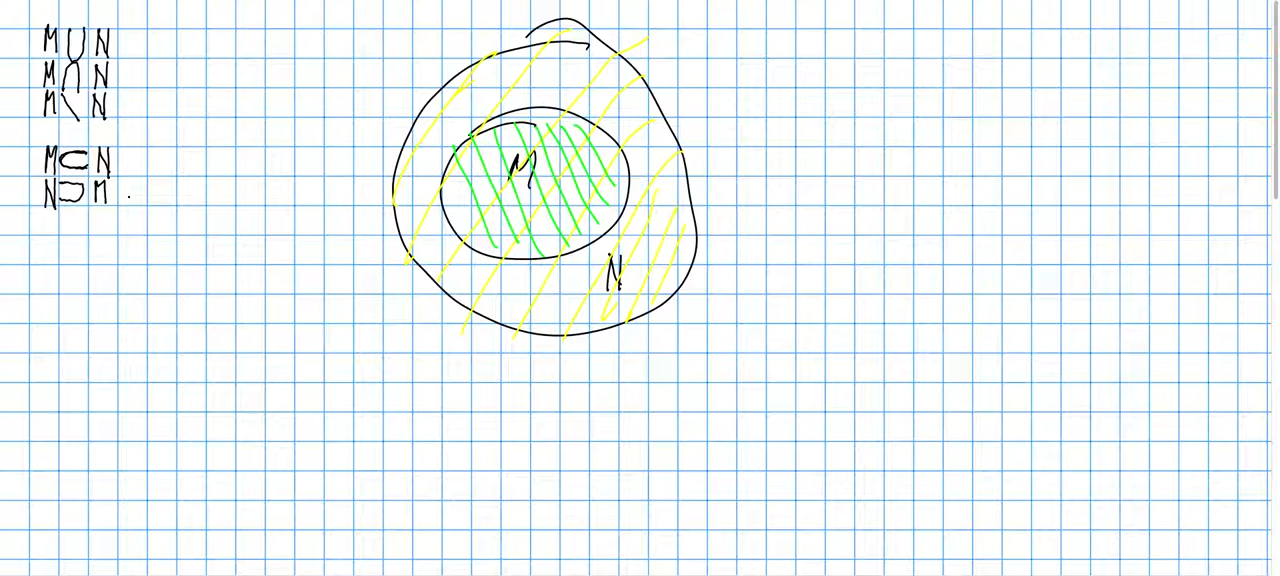 M ∪ N
M ∩ N
M \ N
M ⊂ N
N ⊃ M
M
N